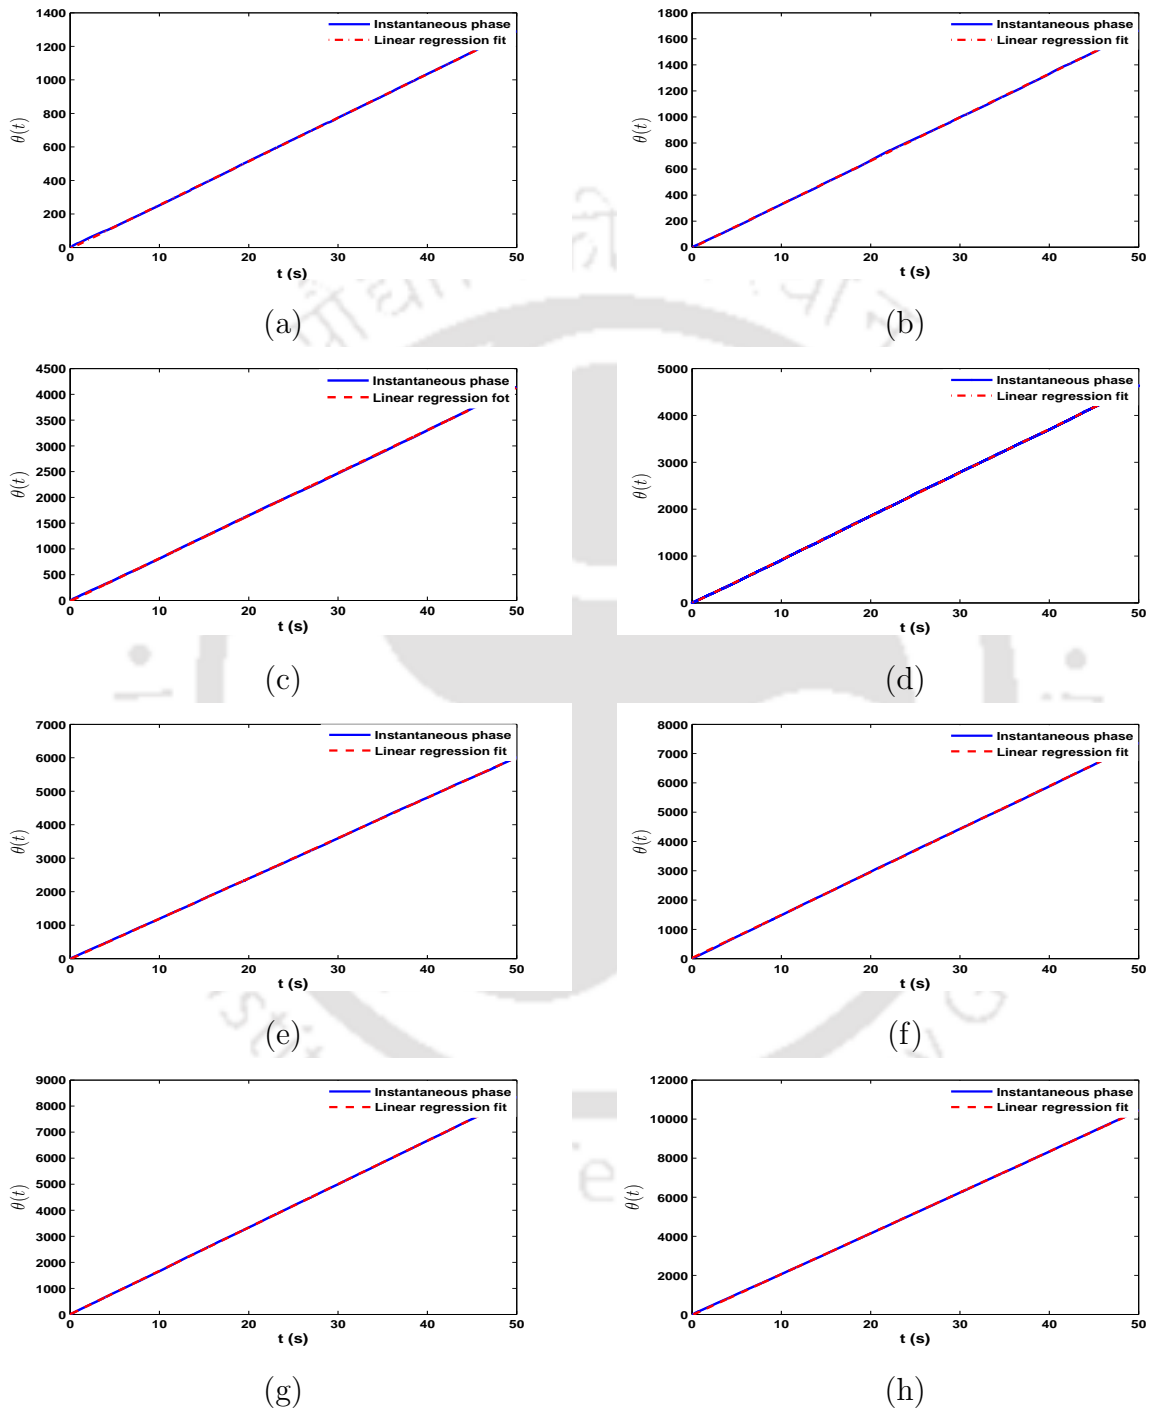 1400
1200
1000
800
600
400
200
0
0 10 20 30 40 50
θ(t)
t (s)
Instantaneous phase
Linear regression fit
(a)
1800
1600
1400
1200
1000
800
600
400
200
0
0 10 20 30 40 50
θ(t)
t (s)
Instantaneous phase
Linear regression fit
(b)
4500
4000
3500
3000
2500
2000
1500
1000
500
0
0 10 20 30 40 50
θ(t)
t (s)
Instantaneous phase
Linear regression fot
(c)
5000
4000
3000
2000
1000
0
0 10 20 30 40 50
θ(t)
t (s)
Instantaneous phase
Linear regression fit
(d)
7000
6000
5000
4000
3000
2000
1000
0
0 10 20 30 40 50
θ(t)
t (s)
Instantaneous phase
Linear regression fit
(e)
8000
7000
6000
5000
4000
3000
2000
1000
0
0 10 20 30 40 50
θ(t)
t (s)
Instantaneous phase
Linear regression fit
(f)
9000
8000
7000
6000
5000
4000
3000
2000
1000
0
0 10 20 30 40 50
θ(t)
t (s)
Instantaneous phase
Linear regression fit
(g)
12000
10000
8000
6000
4000
2000
0
0 10 20 30 40 50
θ(t)
t (s)
Instantaneous phase
Linear regression fit
(h)